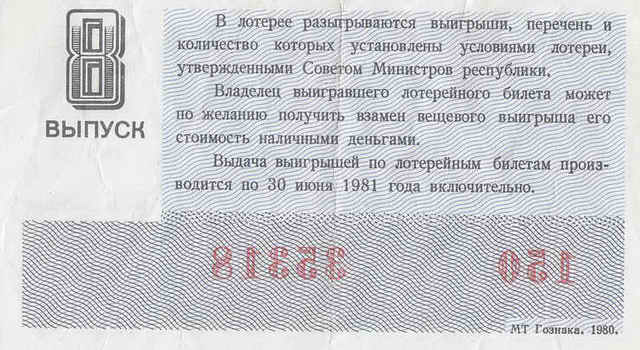 8
ВЫПУСК
В лотерее разыгрываются выигрыши, перечень и
количество которых установлены условиями лотереи,
утвержденными Советом Министров республики.
Владелец выигравшего лотерейного билета может
по желанию получить взамен вещевого выигрыша его
стоимость наличными деньгами.
Выдача выигрышей по лотерейным билетам произ-
водится по 30 июня 1981 года включительно.
МТ Гознака. 1980.